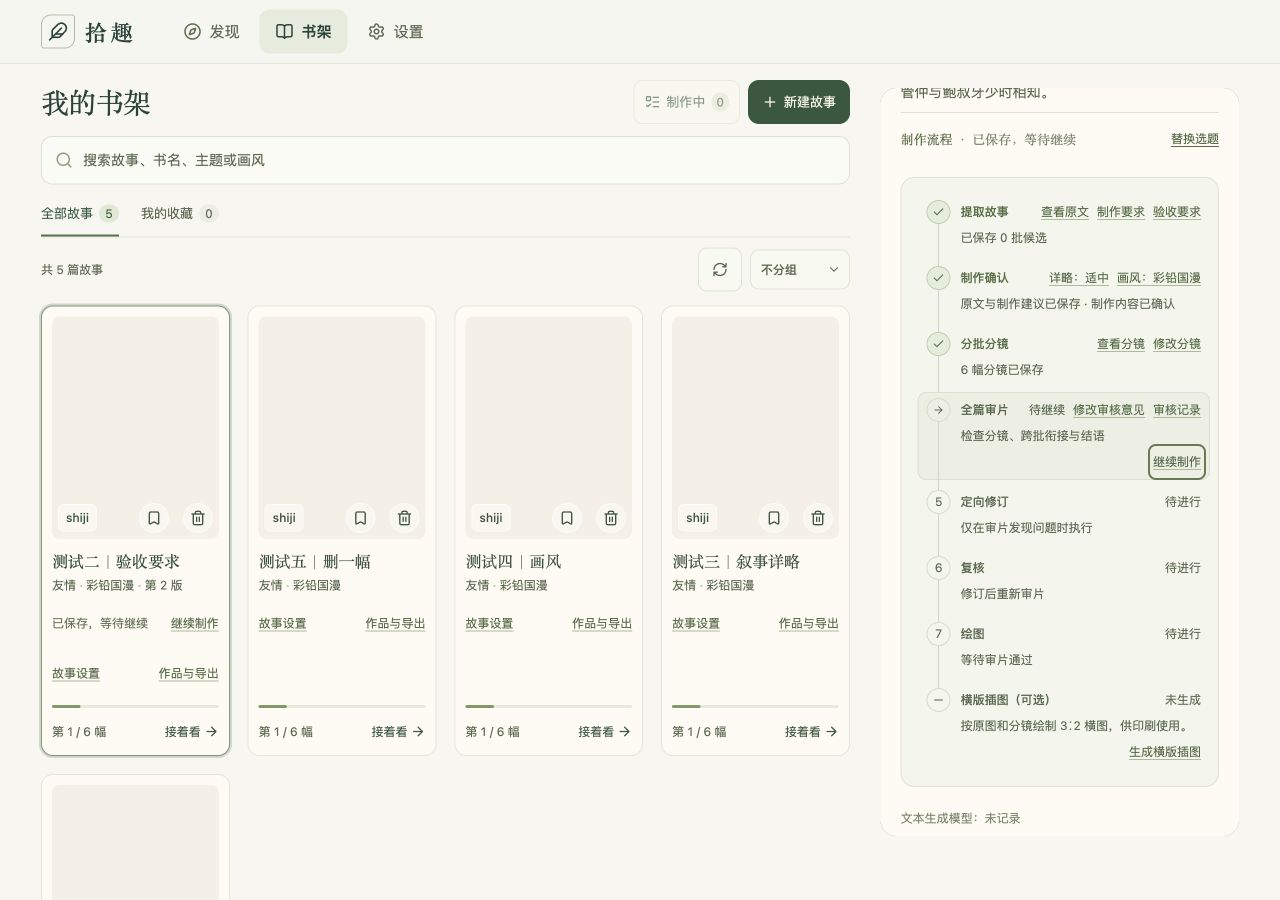 拾趣
发现
书架
设置
我的书架
制作中 0
新建故事
搜索故事、书名、主题或画风
全部故事 5
我的收藏 0
共 5 篇故事
不分组
shiji
测试二｜验收要求
友情 · 彩铅国漫 · 第 2 版
已保存，等待继续 继续制作
故事设置 作品与导出
第 1 / 6 幅 接着看
shiji
测试五｜删一幅
友情 · 彩铅国漫
故事设置 作品与导出
第 1 / 6 幅 接着看
shiji
测试四｜画风
友情 · 彩铅国漫
故事设置 作品与导出
第 1 / 6 幅 接着看
shiji
测试三｜叙事详略
友情 · 彩铅国漫
故事设置 作品与导出
第 1 / 6 幅 接着看
管仲与鲍叔牙少时相知。
制作流程 · 已保存，等待继续 替换选题
提取故事 查看原文 制作要求 验收要求
已保存 0 批候选
制作确认 详略：适中 画风：彩铅国漫
原文与制作建议已保存 · 制作内容已确认
分批分镜 查看分镜 修改分镜
6 幅分镜已保存
全篇审片 待继续 修改审核意见 审核记录
检查分镜、跨批衔接与结语
继续制作
5 定向修订 待进行
仅在审片发现问题时执行
6 复核 待进行
修订后重新审片
7 绘图 待进行
等待审片通过
横版插图（可选） 未生成
按原图和分镜绘制 3:2 横图，供印刷使用。
生成横版插图
文本生成模型：未记录